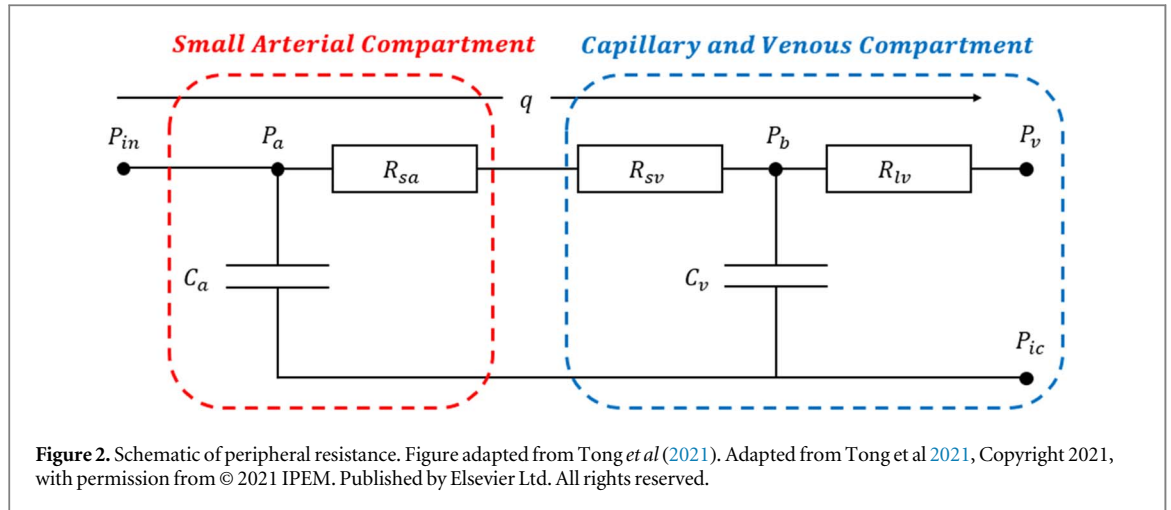 Small Arterial Compartment
Capillary and Venous Compartment
q
P_in
P_a
R_sa
R_sv
P_b
R_lv
P_v
C_a
C_v
P_ic
Figure 2. Schematic of peripheral resistance. Figure adapted from Tong et al (2021). Adapted from Tong et al 2021, Copyright 2021,
with permission from © 2021 IPEM. Published by Elsevier Ltd. All rights reserved.